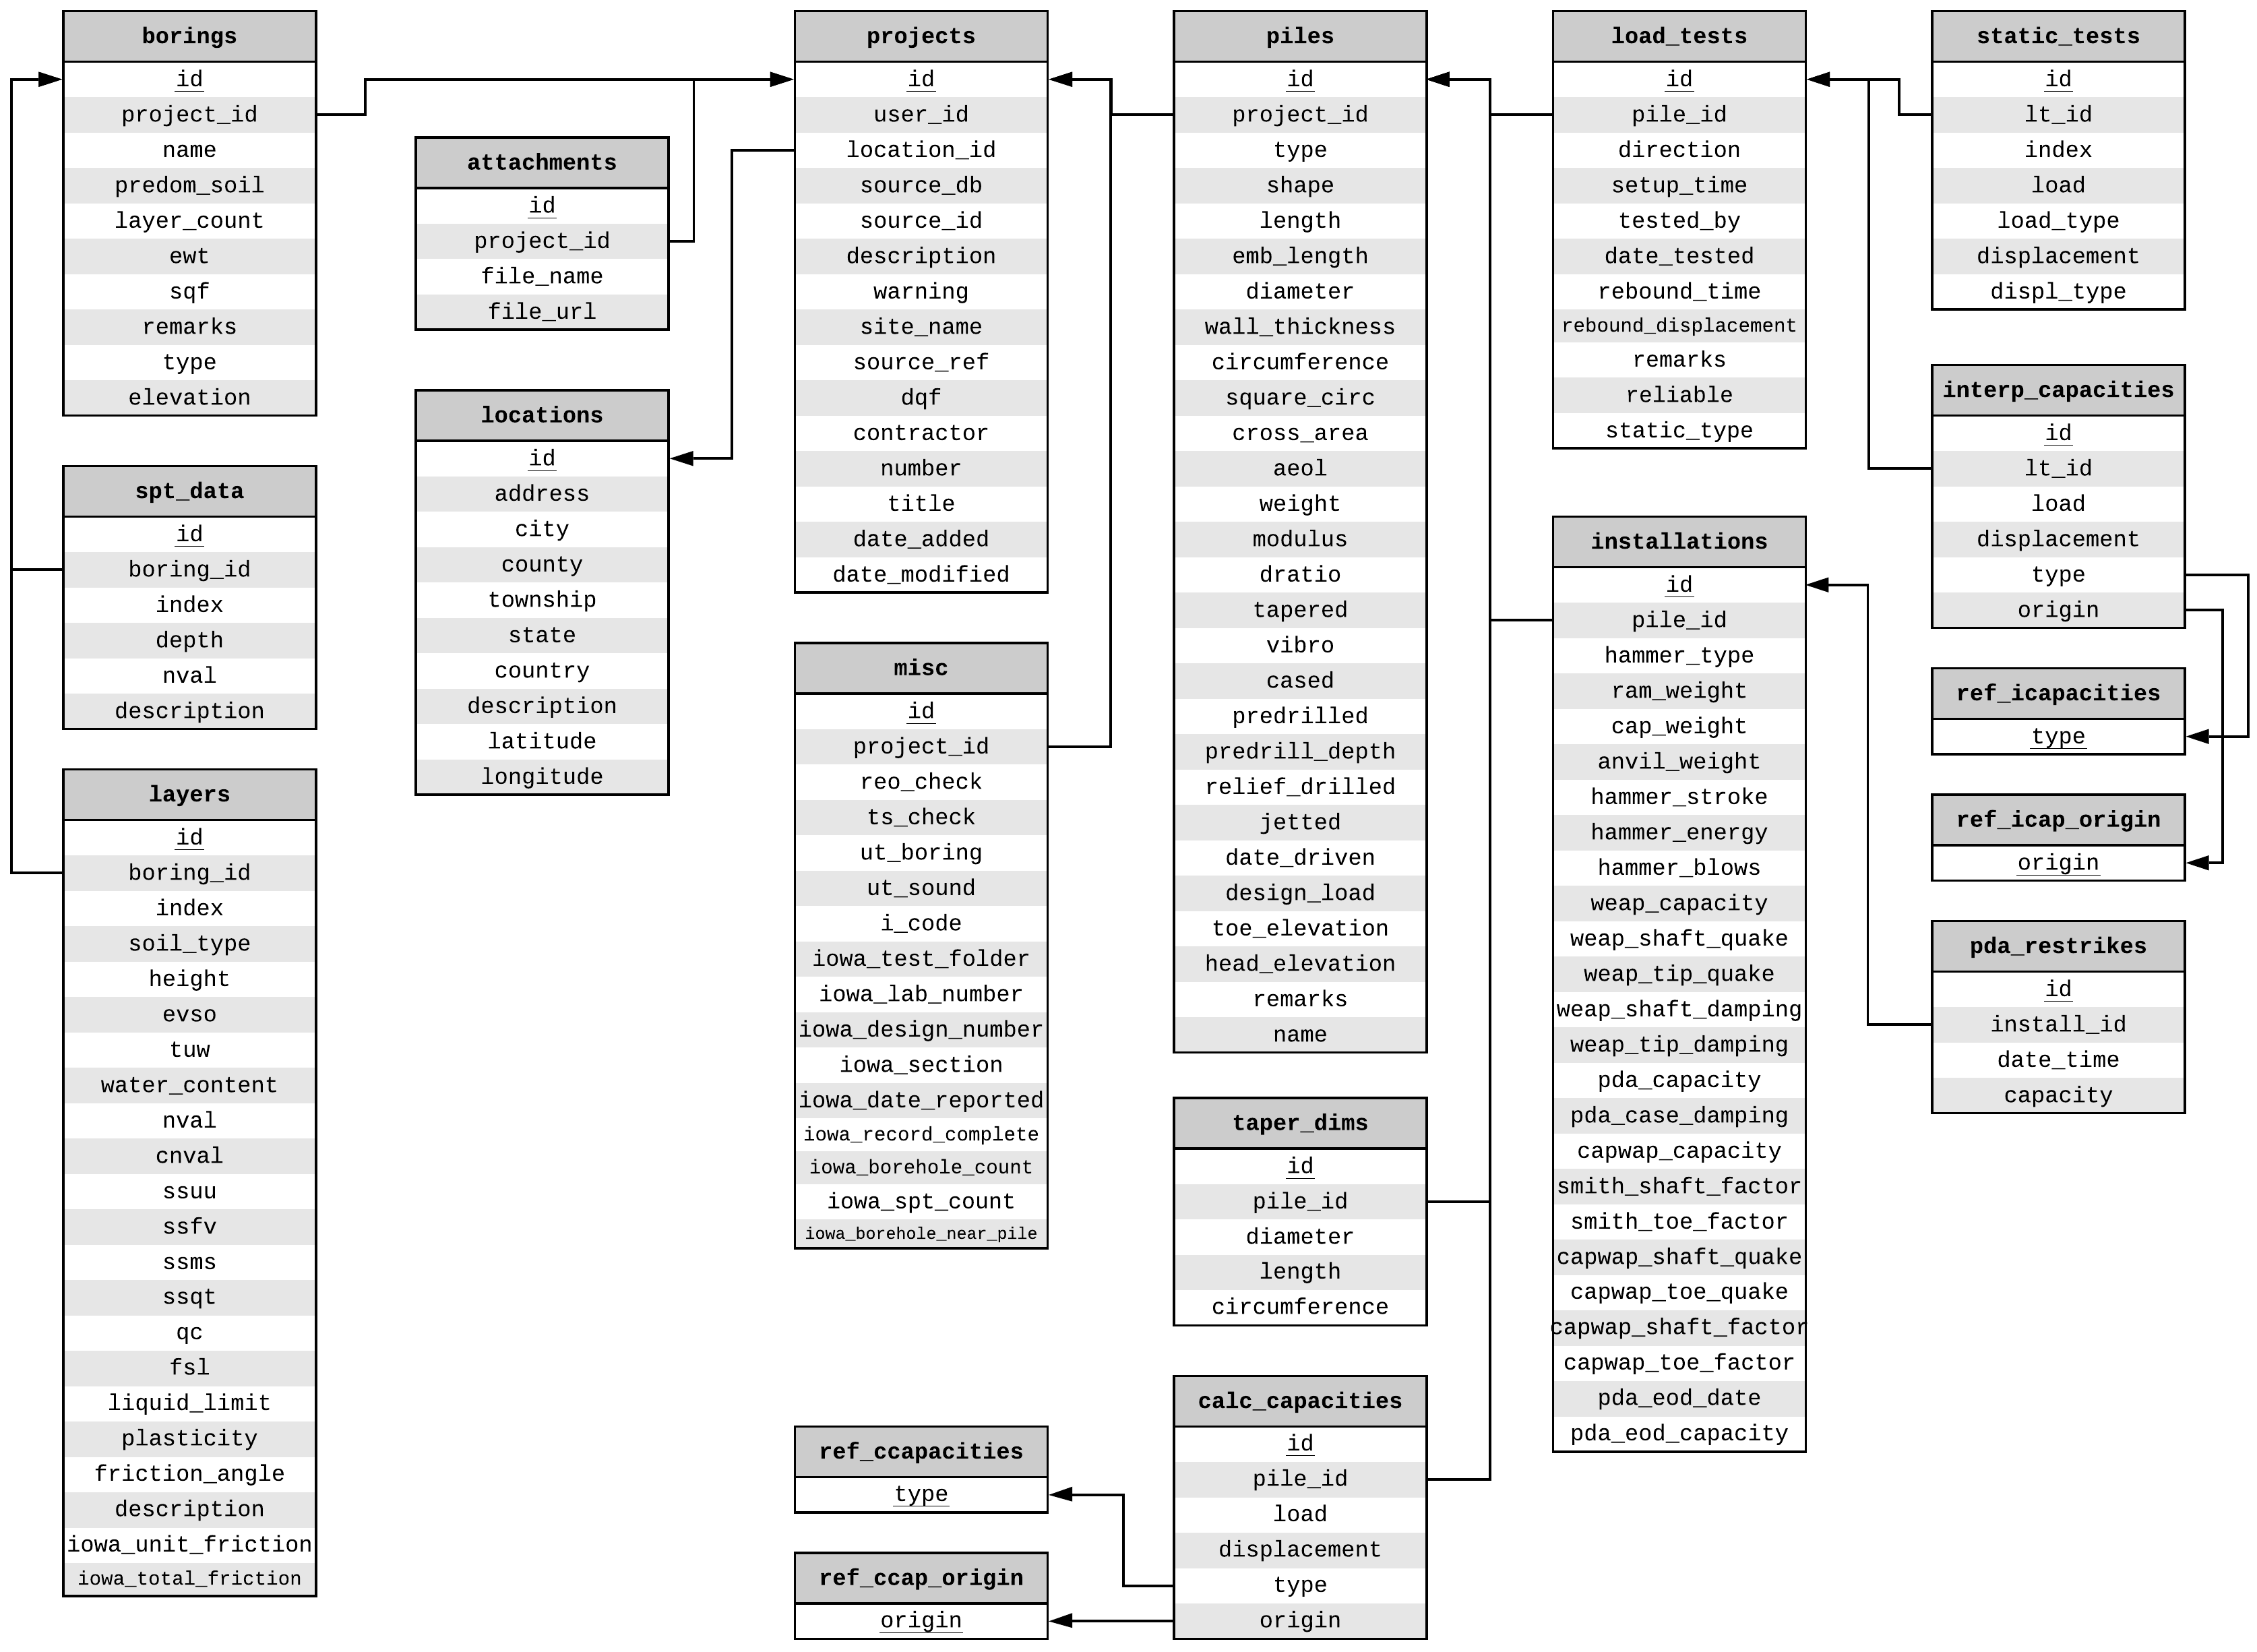 borings
id
project_id
name
predom_soil
layer_count
ewt
sqf
remarks
type
elevation
spt_data
id
boring_id
index
depth
nval
description
layers
id
boring_id
index
soil_type
height
evso
tuw
water_content
nval
cnval
ssuu
ssfv
ssms
ssqt
qc
fsl
liquid_limit
plasticity
friction_angle
description
iowa_unit_friction
iowa_total_friction
attachments
id
project_id
file_name
file_url
locations
id
address
city
county
township
state
country
description
latitude
longitude
projects
id
user_id
location_id
source_db
source_id
description
warning
site_name
source_ref
dqf
contractor
number
title
date_added
date_modified
misc
id
project_id
reo_check
ts_check
ut_boring
ut_sound
i_code
iowa_test_folder
iowa_lab_number
iowa_design_number
iowa_section
iowa_date_reported
iowa_record_complete
iowa_borehole_count
iowa_spt_count
iowa_borehole_near_pile
ref_ccapacities
type
ref_ccap_origin
origin
piles
id
project_id
type
shape
length
emb_length
diameter
wall_thickness
circumference
square_circ
cross_area
aeol
weight
modulus
dratio
tapered
vibro
cased
predrilled
predrill_depth
relief_drilled
jetted
date_driven
design_load
toe_elevation
head_elevation
remarks
name
taper_dims
id
pile_id
diameter
length
circumference
calc_capacities
id
pile_id
load
displacement
type
origin
load_tests
id
pile_id
direction
setup_time
tested_by
date_tested
rebound_time
rebound_displacement
remarks
reliable
static_type
installations
id
pile_id
hammer_type
ram_weight
cap_weight
anvil_weight
hammer_stroke
hammer_energy
hammer_blows
weap_capacity
weap_shaft_quake
weap_tip_quake
weap_shaft_damping
weap_tip_damping
pda_capacity
pda_case_damping
capwap_capacity
smith_shaft_factor
smith_toe_factor
capwap_shaft_quake
capwap_toe_quake
capwap_shaft_factor
capwap_toe_factor
pda_eod_date
pda_eod_capacity
static_tests
id
lt_id
index
load
load_type
displacement
displ_type
interp_capacities
id
lt_id
load
displacement
type
origin
ref_icapacities
type
ref_icap_origin
origin
pda_restrikes
id
install_id
date_time
capacity